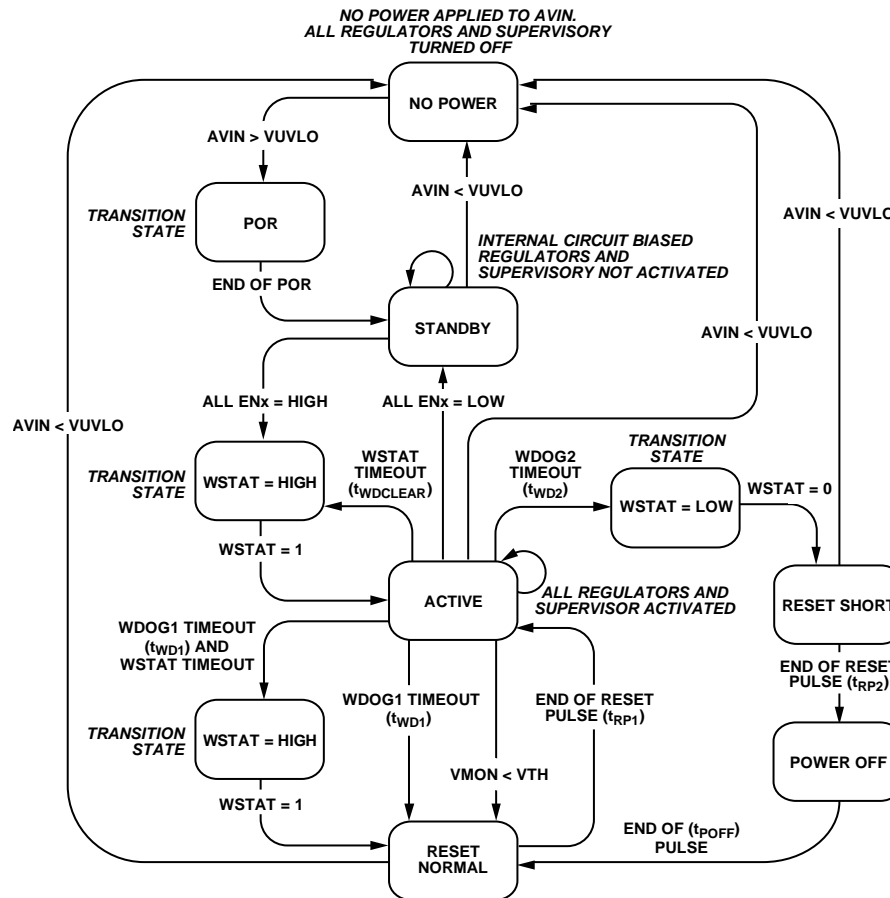 NO POWER APPLIED TO AVIN.
ALL REGULATORS AND SUPERVISORY
TURNED OFF
NO POWER
AVIN > VUVLO
AVIN < VUVLO
AVIN < VUVLO
TRANSITION
STATE
POR
INTERNAL CIRCUIT BIASED
REGULATORS AND
SUPERVISORY NOT ACTIVATED
END OF POR
STANDBY
AVIN < VUVLO
ALL ENx = HIGH
ALL ENx = LOW
AVIN < VUVLO
TRANSITION
STATE
WSTAT = HIGH
WSTAT
TIMEOUT
(tWDCLEAR)
WDOG2
TIMEOUT
(tWD2)
TRANSITION
STATE
WSTAT = LOW
WSTAT = 0
WSTAT = 1
ACTIVE
ALL REGULATORS AND
SUPERVISOR ACTIVATED
RESET SHORT
WDOG1 TIMEOUT
(tWD1) AND
WSTAT TIMEOUT
WDOG1 TIMEOUT
(tWD1)
END OF RESET
PULSE (tRP1)
END OF RESET
PULSE (tRP2)
TRANSITION
STATE
WSTAT = HIGH
VMON < VTH
POWER OFF
WSTAT = 1
RESET
NORMAL
END OF (tPOFF)
PULSE